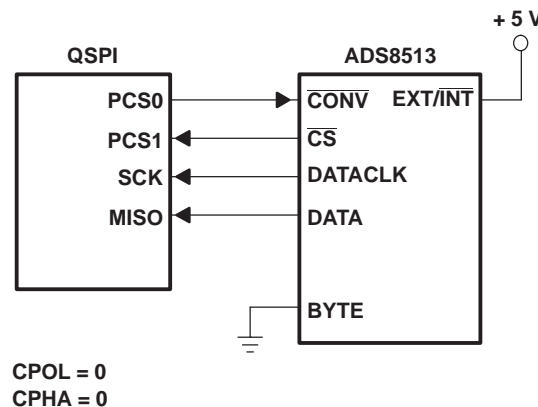 + 5 V
QSPI
ADS8513
PCS0
CONV
EXT/INT
PCS1
CS
SCK
DATACLK
MISO
DATA
BYTE
CPOL = 0
CPHA = 0